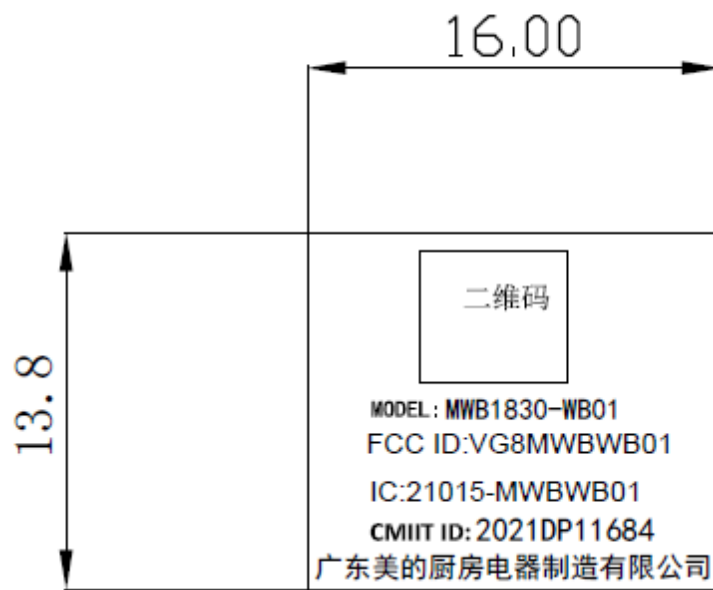 16.00
13.8
二维码
MODEL: MWB1830-WB01
FCC ID:VG8MWBWB01
IC:21015-MWBWB01
CMIIT ID: 2021DP11684
广东美的厨房电器制造有限公司